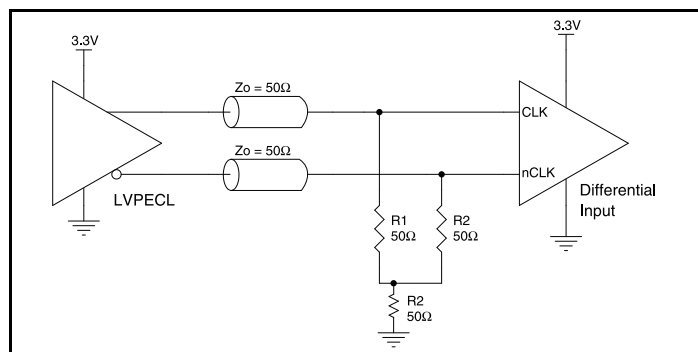 3.3V
3.3V
Zo = 50Ω
CLK
Zo = 50Ω
nCLK
LVPECL
Differential
Input
R1
50Ω
R2
50Ω
R2
50Ω